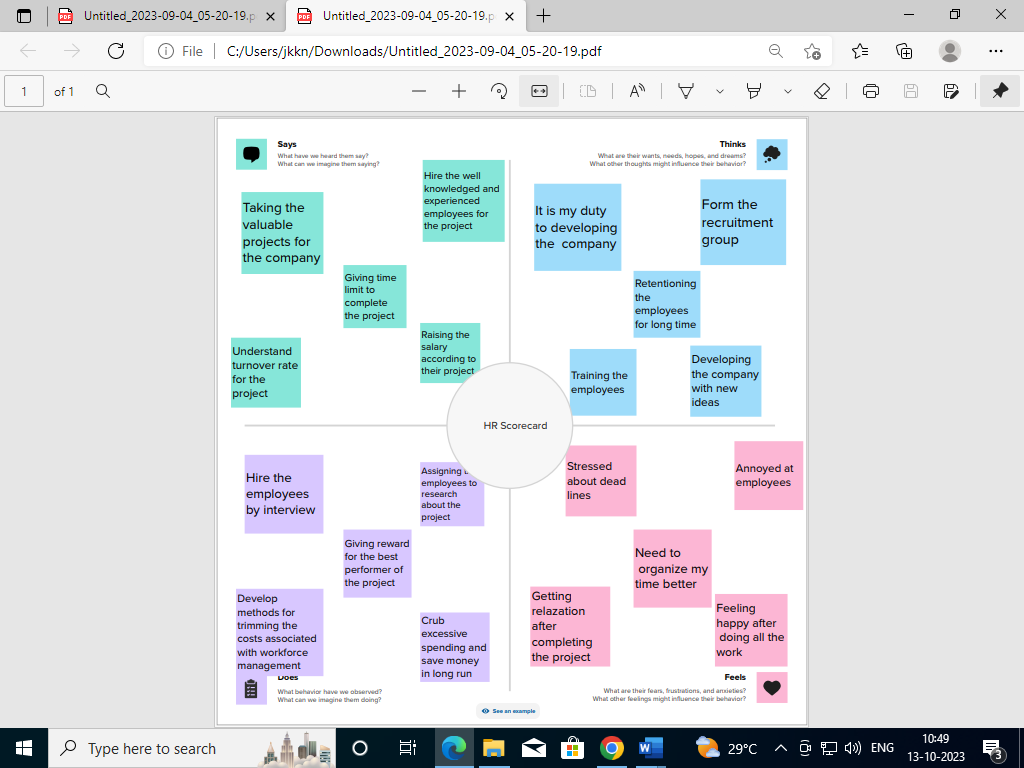 Untitled_2023-09-04_05-20-19.p
Untitled_2023-09-04_05-20-19.p
File
C:/Users/jkkn/Downloads/Untitled_2023-09-04_05-20-19.pdf
1 of 1
Says
What have we heard them say?
What can we imagine them saying?
Thinks
What are their wants, needs, hopes, and dreams?
What other thoughts might influence their behavior?
Taking the
valuable
projects for
the company
Hire the well
knowledged and
experienced
employees for
the project
Giving time
limit to
complete
the project
Raising the
salary
according to
their project
Understand
turnover rate
for the
project
It is my duty
to developing
the company
Form the
recruitment
group
Retentioning
the
employees
for long time
Training the
employees
Developing
the company
with new
ideas
HR Scorecard
Hire the
employees
by interview
Assigning
employees to
research
about the
project
Giving reward
for the best
performer of
the project
Develop
methods for
trimming the
costs associated
with workforce
management
Crub
excessive
spending and
save money
in long run
Stressed
about dead
lines
Annoyed at
employees
Need to
organize my
time better
Getting
relazation
after
completing
the project
Feeling
happy after
doing all the
work
Does
What behavior have we observed?
What can we imagine them doing?
Feels
What are their fears, frustrations, and anxieties?
What other feelings might influence their behavior?
See an example
Type here to search
29°C
ENG
10:49
13-10-2023
3